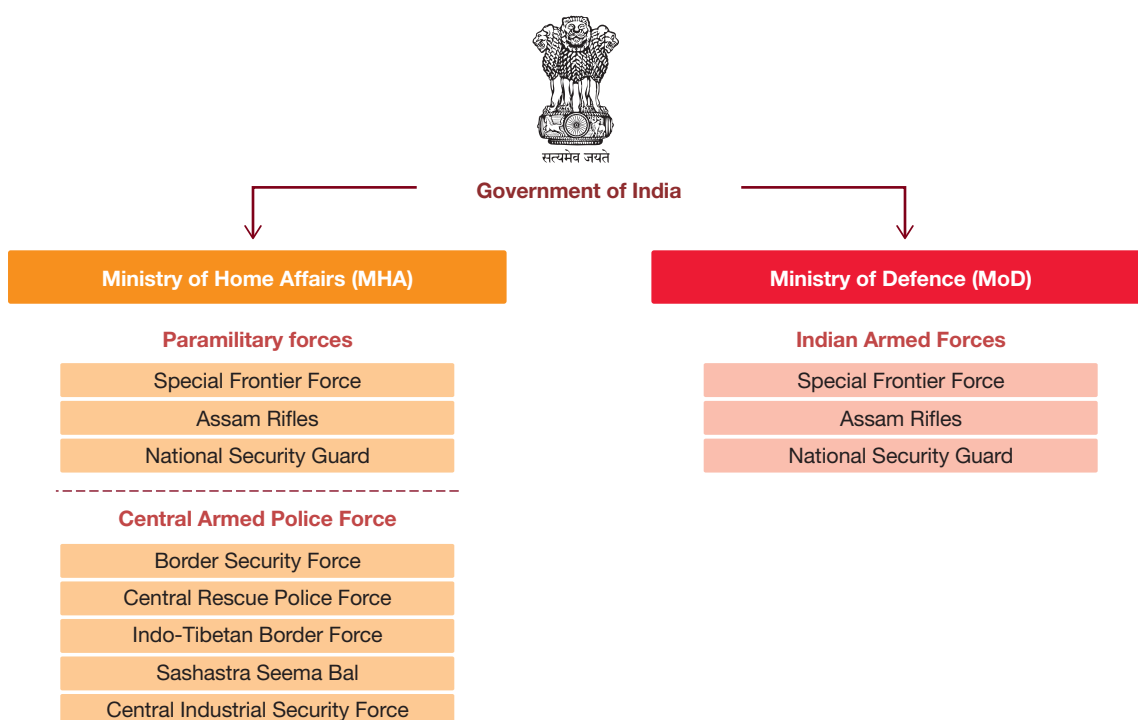 सत्यमेव जयते
Government of India
Ministry of Home Affairs (MHA)
Paramilitary forces
Special Frontier Force
Assam Rifles
National Security Guard
Central Armed Police Force
Border Security Force
Central Rescue Police Force
Indo-Tibetan Border Force
Sashastra Seema Bal
Central Industrial Security Force
Ministry of Defence (MoD)
Indian Armed Forces
Special Frontier Force
Assam Rifles
National Security Guard